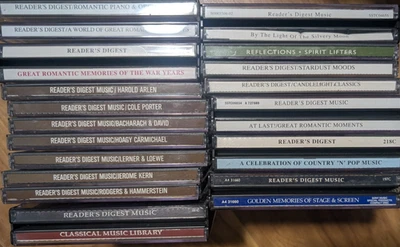 READER'S DIGEST/ROMANTIC PIANO &
READER'S DIGEST/A WORLD OF GREAT ROMANTIC
READER'S DIGEST
GREAT ROMANTIC MEMORIES OF THE WAR YEARS
READER'S DIGEST MUSIC/HAROLD ARLEN
READER'S DIGEST MUSIC/COLE PORTER
READER'S DIGEST MUSIC/BACHARACH & DAVID
READER'S DIGEST MUSIC/HOAGY CARMICHAEL
READER'S DIGEST MUSIC/LERNER & LOEWE
READER'S DIGEST MUSIC/JEROME KERN
READER'S DIGEST MUSIC/RODGERS & HAMMERSTEIN
READER'S DIGEST MUSIC
CLASSICAL MUSIC LIBRARY
Reader's Digest Music
By The Light Of The Silvery Moon
REFLECTIONS • SPIRIT LIFTERS
READER'S DIGEST/STARDUST MOODS
READER'S DIGEST/CANDLELIGHT CLASSICS
READER'S DIGEST MUSIC
AT LAST/GREAT ROMANTIC MOMENTS
READER'S DIGEST 218C
A CELEBRATION OF COUNTRY 'N' POP MUSIC
READER'S DIGEST MUSIC
GOLDEN MEMORIES OF STAGE & SCREEN